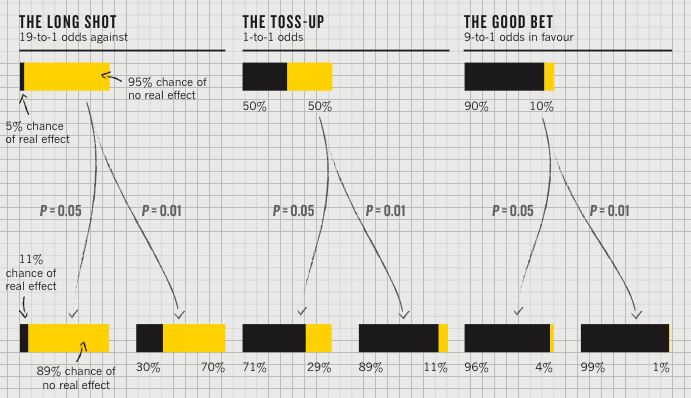 THE LONG SHOT
19-to-1 odds against
95% chance of
no real effect
5% chance
of real effect
P = 0.05
P = 0.01
11%
chance of
real effect
30%
70%
89% chance of
no real effect
THE TOSS-UP
1-to-1 odds
50%
50%
P = 0.05
P = 0.01
71%
29%
89%
11%
THE GOOD BET
9-to-1 odds in favour
90%
10%
P = 0.05
P = 0.01
96%
4%
99%
1%